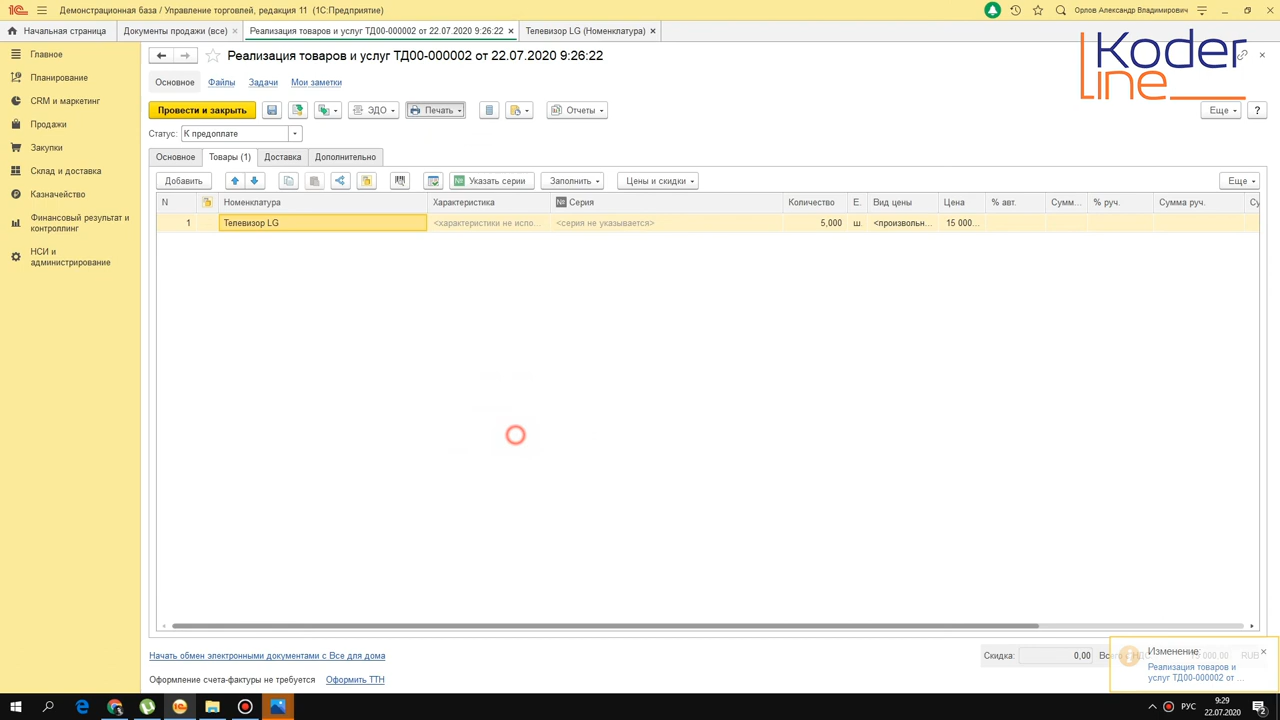 Демонстрационная база / Управление торговлей, редакция 11 (1С:Предприятие)
Орлов Александр Владимирович
Начальная страница
Документы продажи (все) ×
Реализация товаров и услуг ТД00-000002 от 22.07.2020 9:26:22 ×
Телевизор LG (Номенклатура) ×
Главное
Планирование
CRM и маркетинг
Продажи
Закупки
Склад и доставка
Казначейство
Финансовый результат и
контроллинг
НСИ и
администрирование
Реализация товаров и услуг ТД00-000002 от 22.07.2020 9:26:22
Koder
line
Основное Файлы Задачи Мои заметки
Провести и закрыть ЭДО Печать Отчеты Еще ?
Статус: К предоплате
Основное Товары (1) Доставка Дополнительно
Добавить Указать серии Заполнить Цены и скидки Еще
N Номенклатура Характеристика № Серия Количество Е. Вид цены Цена % авт. Сумм... % руч. Сумма руч. Су
1 Телевизор LG <характеристики не испо... <серия не указывается> 5,000 ш. <произвольн... 15 000...
Начать обмен электронными документами с Все для дома
Скидка: 0,00
RUB
Оформление счета-фактуры не требуется Оформить ТТН
Изменение
Реализация товаров и
услуг ТД00-000002 от ...
РУС
9:29
22.07.2020
2